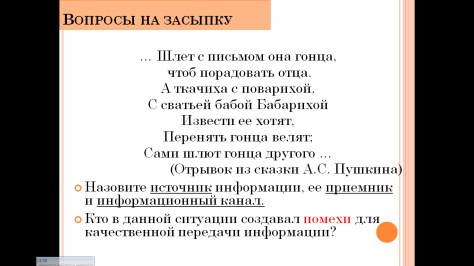 Вопросы на засыпку
… Шлет с письмом она гонца,
чтоб порадовать отца.
А ткачиха с поварихой,
С сватьей бабой Бабарихой
Извести ее хотят,
Перенять гонца велят;
Сами шлют гонца другого …
(Отрывок из сказки А.С. Пушкина)
Назовите источник информации, ее приемник
и информационный канал.
Кто в данной ситуации создавал помехи для
качественной передачи информации?